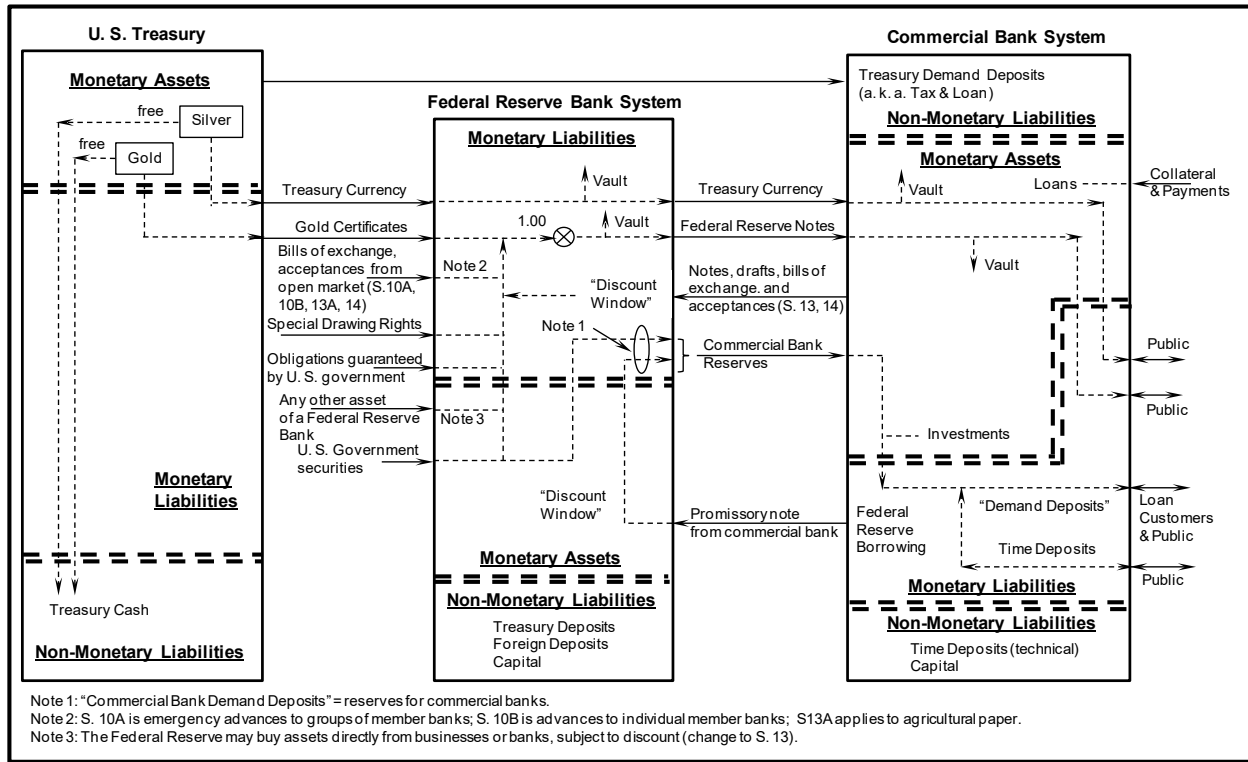 U. S. Treasury
Monetary Assets
free
Silver
free
Gold
Monetary
Liabilities
Treasury Cash
Non-Monetary Liabilities
Treasury Currency
Gold Certificates
Bills of exchange,
acceptances from
open market (S.10A,
10B, 13A, 14)
Special Drawing Rights
Obligations guaranteed
by U. S. government
Any other asset
of a Federal Reserve
Bank
U. S. Government
securities
Federal Reserve Bank System
Monetary Liabilities
Vault
1.00
Vault
Note 2
“Discount
Window”
Note 1
Note 3
“Discount
Window”
Monetary Assets
Non-Monetary Liabilities
Treasury Deposits
Foreign Deposits
Capital
Treasury Currency
Federal Reserve Notes
Notes, drafts, bills of
exchange. and
acceptances (S. 13, 14)
Commercial Bank
Reserves
Promissory note
from commercial bank
Commercial Bank System
Treasury Demand Deposits
(a. k. a. Tax & Loan)
Non-Monetary Liabilities
Monetary Assets
Vault
Loans
Collateral
& Payments
Vault
Public
Public
Investments
Federal
Reserve
Borrowing
“Demand Deposits”
Loan
Customers
& Public
Time Deposits
Public
Monetary Liabilities
Non-Monetary Liabilities
Time Deposits (technical)
Capital
Note 1: “Commercial Bank Demand Deposits” = reserves for commercial banks.
Note 2: S. 10A is emergency advances to groups of member banks; S. 10B is advances to individual member banks; S13A applies to agricultural paper.
Note 3: The Federal Reserve may buy assets directly from businesses or banks, subject to discount (change to S. 13).